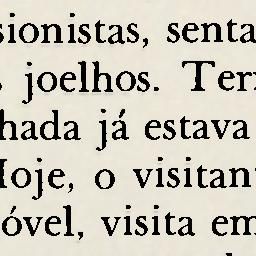 sionistas, senta
joelhos. Ter
hada já estava
Hoje, o visitan
óvel, visita em